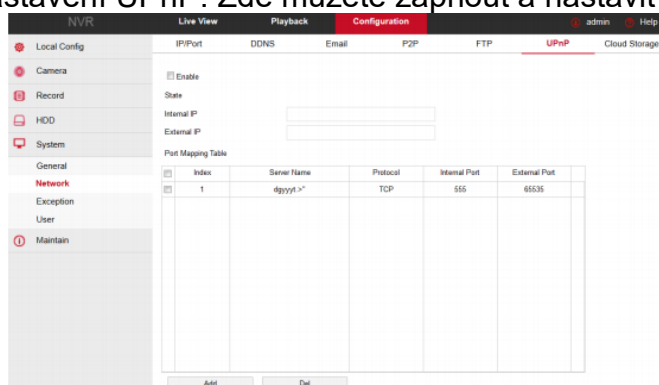 stavení UPnP. Zde můžete zapnout a nastavit
NVR Live View Playback Configuration admin Help
Local Config IP/Port DDNS Email P2P FTP UPnP Cloud Storage
Camera Enable
Record State
HDD Internal IP
External IP
System Port Mapping Table
General Index Server Name Protocol Internal Port External Port
Network 1 dgyyyt.>" TCP 555 65535
Exception
User
Maintain
Add Del